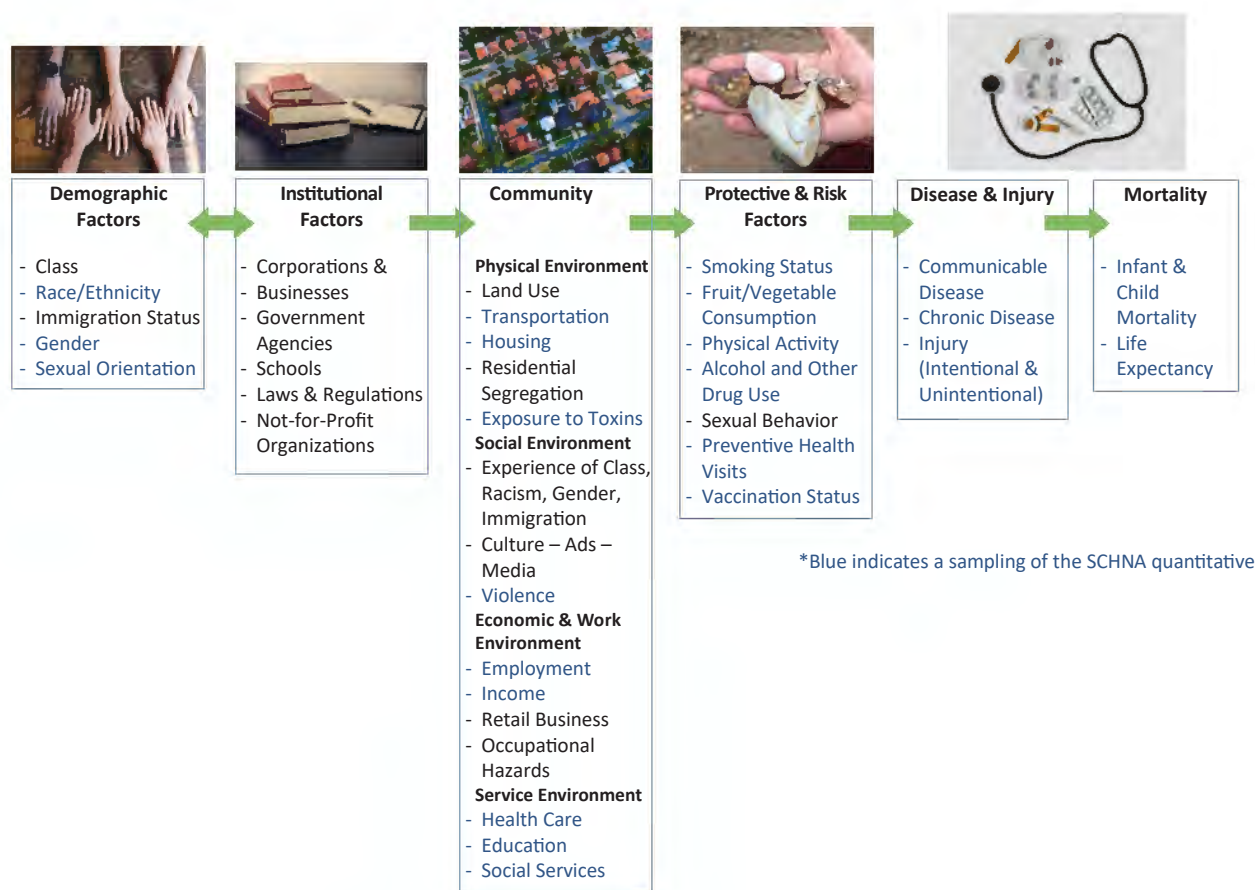 Demographic
Factors
- Class
- Race/Ethnicity
- Immigration Status
- Gender
- Sexual Orientation
Institutional
Factors
- Corporations &
- Businesses
- Government
Agencies
- Schools
- Laws & Regulations
- Not-for-Profit
Organizations
Community
Physical Environment
- Land Use
- Transportation
- Housing
- Residential
Segregation
- Exposure to Toxins
Social Environment
- Experience of Class,
Racism, Gender,
Immigration
- Culture – Ads –
Media
- Violence
Economic & Work
Environment
- Employment
- Income
- Retail Business
- Occupational
Hazards
Service Environment
- Health Care
- Education
- Social Services
Protective & Risk
Factors
- Smoking Status
- Fruit/Vegetable
Consumption
- Physical Activity
- Alcohol and Other
Drug Use
- Sexual Behavior
- Preventive Health
Visits
- Vaccination Status
Disease & Injury
- Communicable
Disease
- Chronic Disease
- Injury
(Intentional &
Unintentional)
Mortality
- Infant &
Child
Mortality
- Life
Expectancy
*Blue indicates a sampling of the SCHNA quantitative